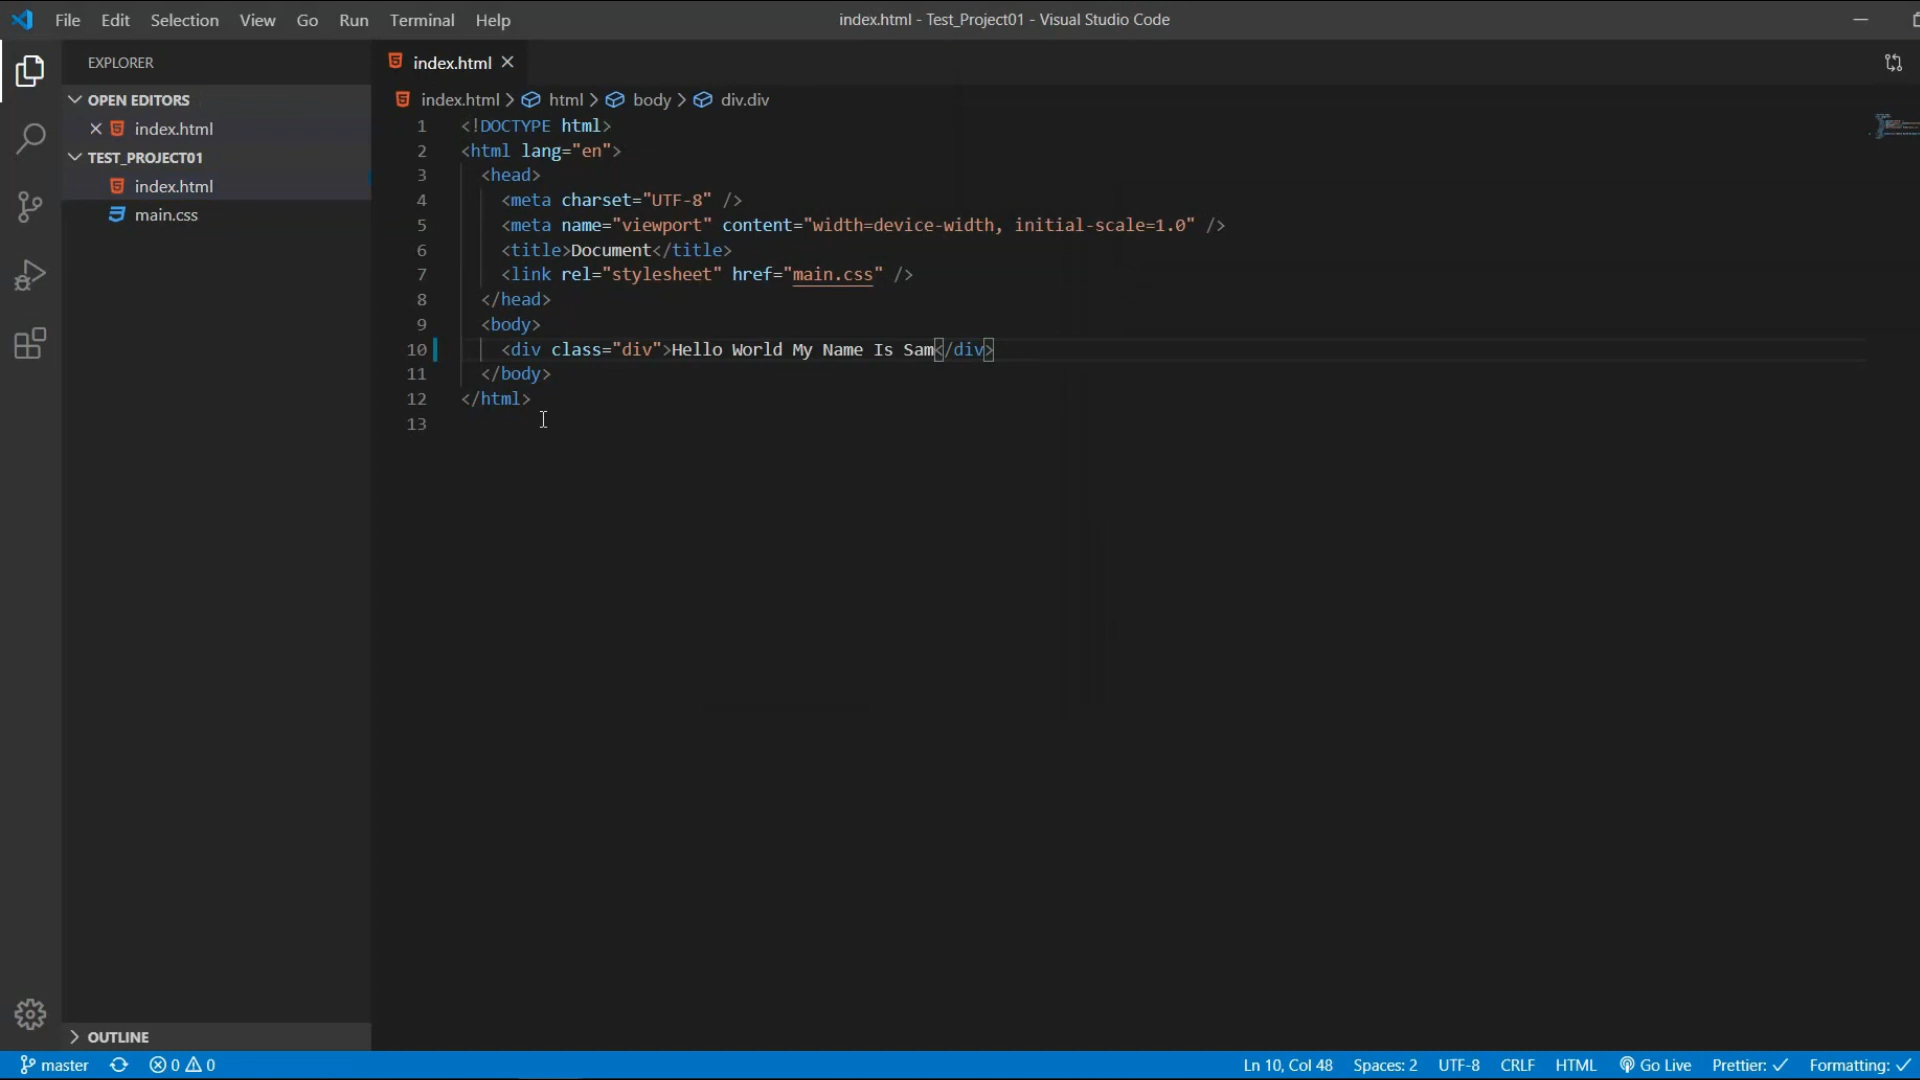 File Edit Selection View Go Run Terminal Help index.html - Test_Project01 - Visual Studio Code
EXPLORER
OPEN EDITORS
index.html
TEST_PROJECT01
index.html
main.css
OUTLINE
index.html
index.html > html > body > div.div
1 <!DOCTYPE html>
2 <html lang="en">
3 <head>
4 <meta charset="UTF-8" />
5 <meta name="viewport" content="width=device-width, initial-scale=1.0" />
6 <title>Document</title>
7 <link rel="stylesheet" href="main.css" />
8 </head>
9 <body>
10 <div class="div">Hello World My Name Is Sam</div>
11 </body>
12 </html>
13
master 0 0 Ln 10, Col 48 Spaces: 2 UTF-8 CRLF HTML Go Live Prettier: ✓ Formatting: ✓